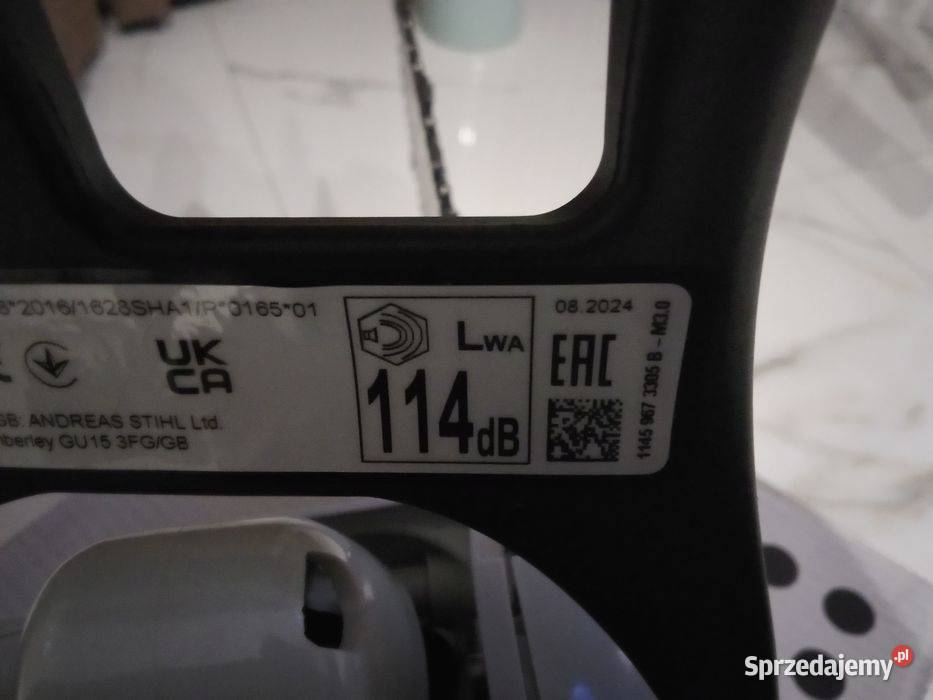 8*2016/1628SHA1/P*0165*01
UK
CA
GB: ANDREAS STIHL Ltd.
mberley GU15 3FG/GB
LWA
114dB
08.2024
EAC
1145 967 3305 B - M3.0
Sprzedajemy.pl